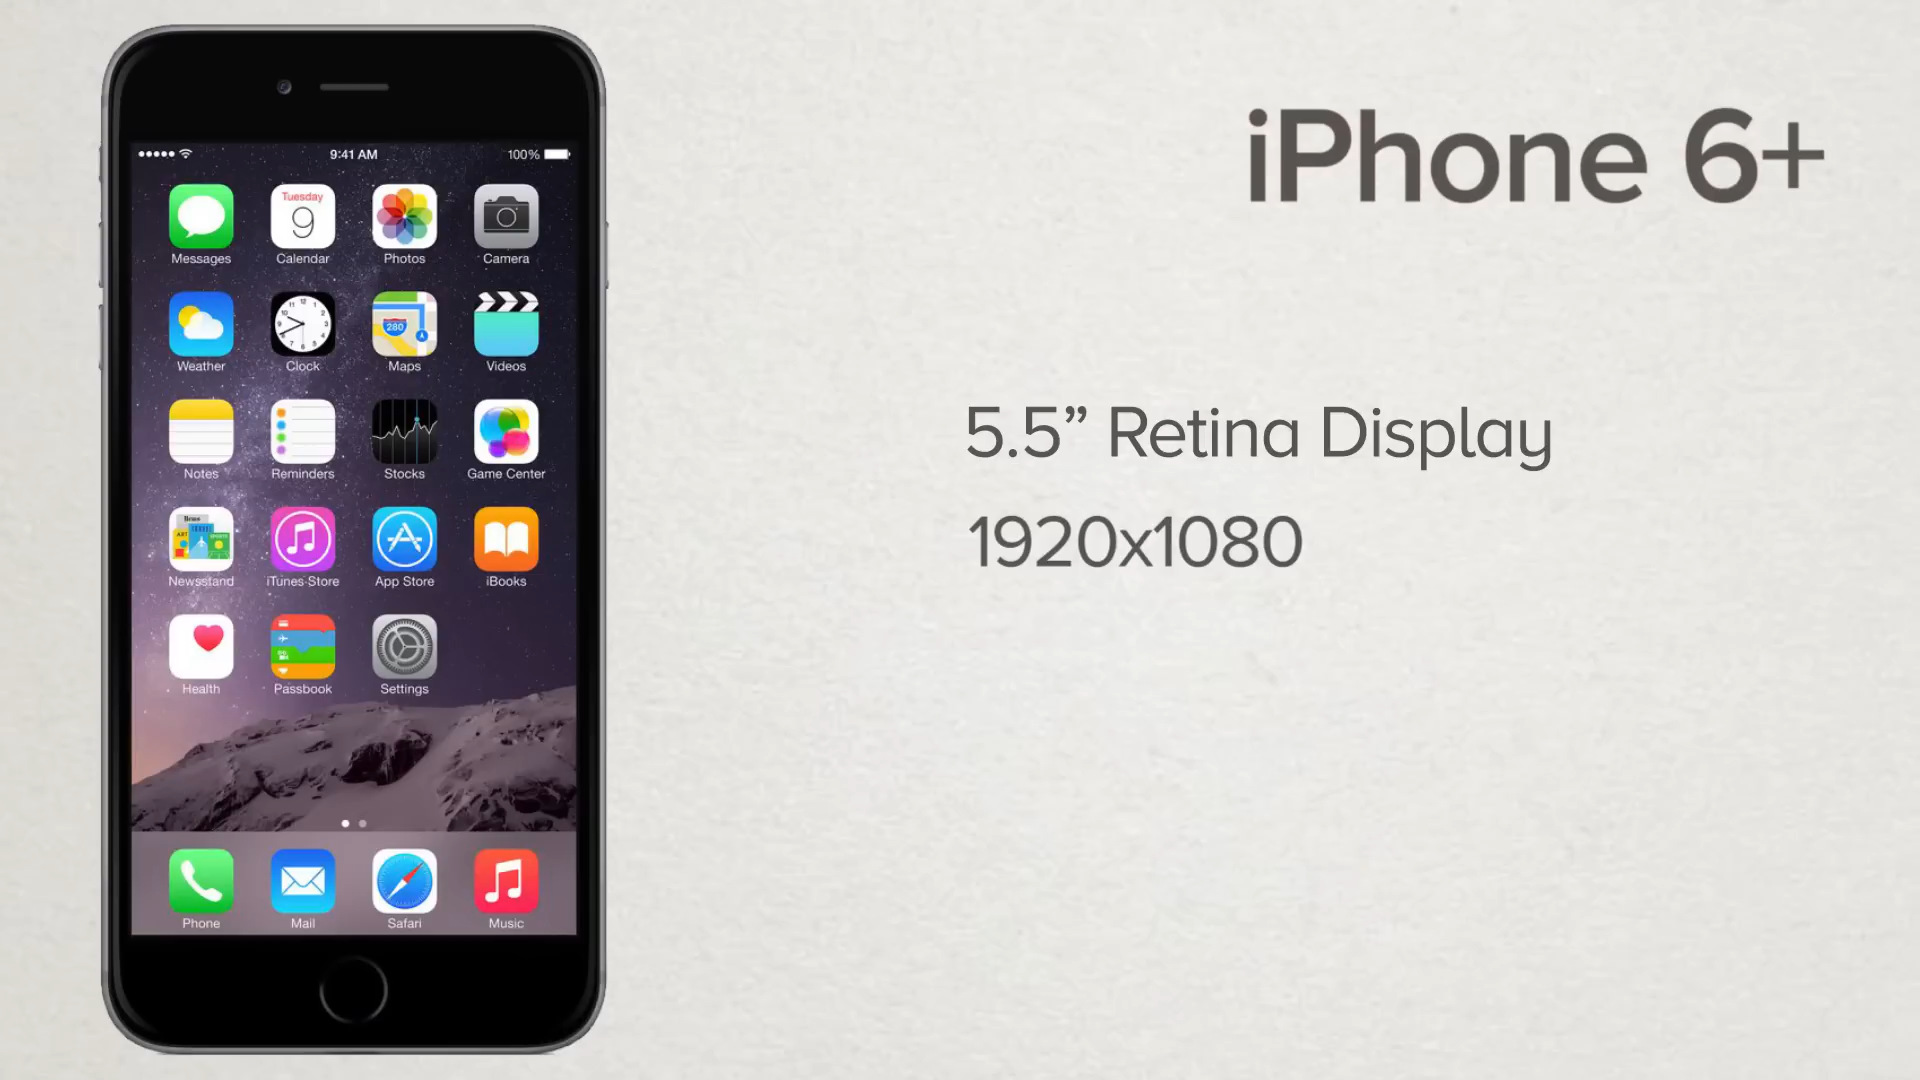 iPhone 6+
5.5” Retina Display
1920x1080
9:41 AM
100%
Tuesday
9
Messages
Calendar
Photos
Camera
280
Weather
Clock
Maps
Videos
Notes
Reminders
Stocks
Game Center
Newsstand
iTunes Store
App Store
iBooks
Health
Passbook
Settings
Phone
Mail
Safari
Music